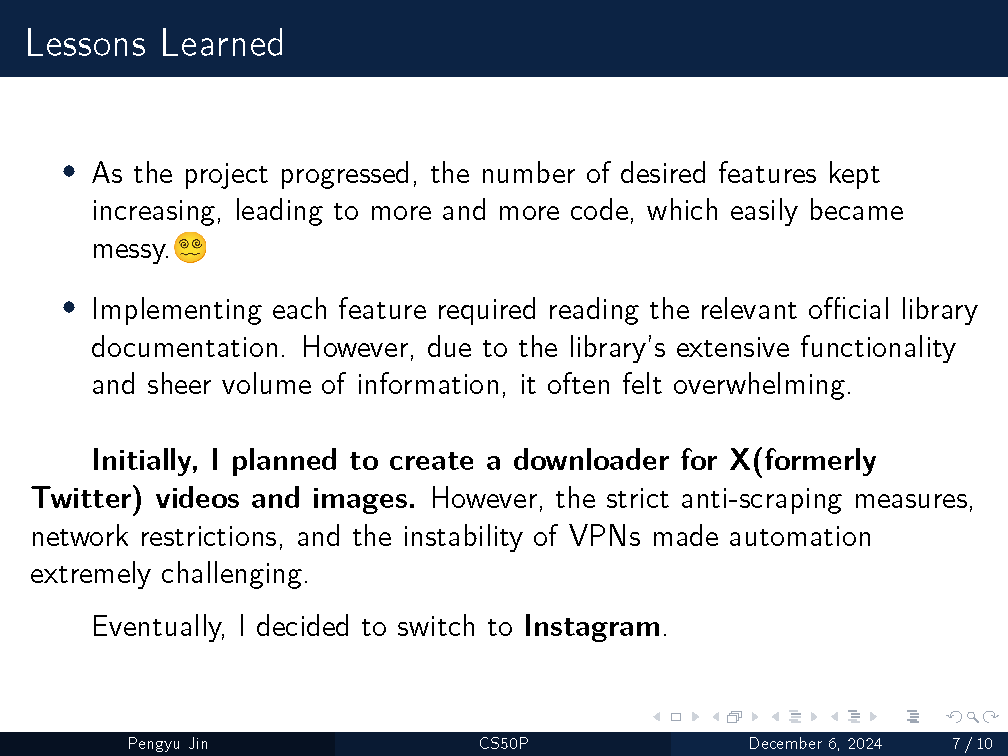 Lessons Learned
• As the project progressed, the number of desired features kept
increasing, leading to more and more code, which easily became
messy.😵‍💫
• Implementing each feature required reading the relevant official library
documentation. However, due to the library's extensive functionality
and sheer volume of information, it often felt overwhelming.
Initially, I planned to create a downloader for X(formerly
Twitter) videos and images. However, the strict anti-scraping measures,
network restrictions, and the instability of VPNs made automation
extremely challenging.
Eventually, I decided to switch to Instagram.
Pengyu Jin CS50P December 6, 2024 7 / 10